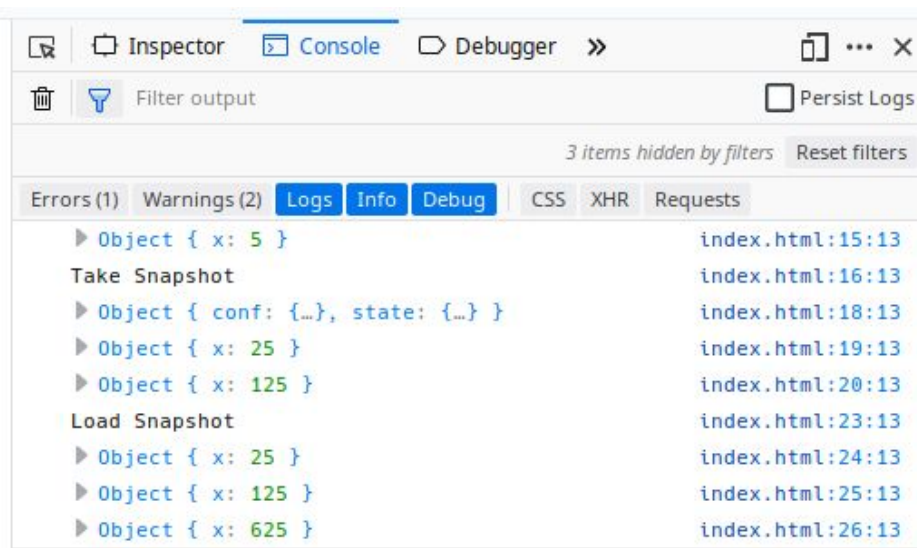 Inspector Console Debugger »
Filter output Persist Logs
3 items hidden by filters Reset filters
Errors (1) Warnings (2) Logs Info Debug CSS XHR Requests
Object { x: 5 } index.html:15:13
Take Snapshot index.html:16:13
Object { conf: {…}, state: {…} } index.html:18:13
Object { x: 25 } index.html:19:13
Object { x: 125 } index.html:20:13
Load Snapshot index.html:23:13
Object { x: 25 } index.html:24:13
Object { x: 125 } index.html:25:13
Object { x: 625 } index.html:26:13